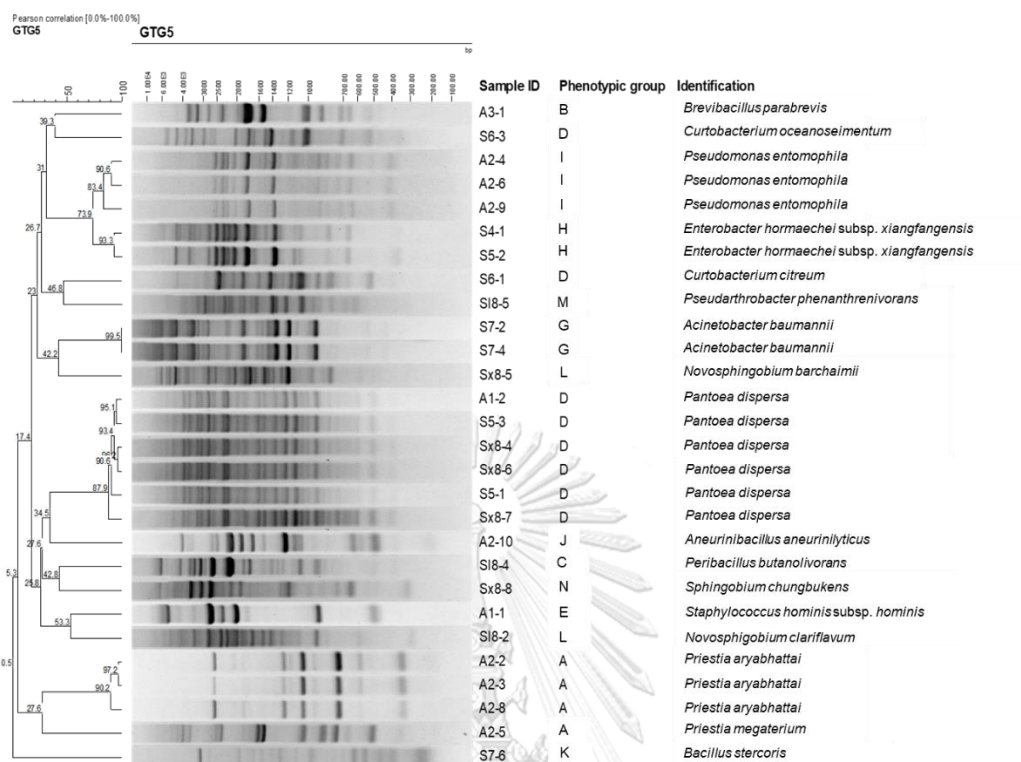 Pearson correlation [0.0%-100.0%]
GTG5 GTG5
bp
50 100 1.00E4 6.00E3 4.00E3 3000 2500 2000 1600 1400 1200 1000 700.00 600.00 500.00 400.00 300.00 200.00 100.00
Sample ID Phenotypic group Identification
A3-1 B Brevibacillus parabrevis
39.3
S6-3 D Curtobacterium oceanoseimentum
A2-4 I Pseudomonas entomophila
31 90.6
A2-6 I Pseudomonas entomophila
83.4
A2-9 I Pseudomonas entomophila
73.9
26.7 S4-1 H Enterobacter hormaechei subsp. xiangfangensis
93.3
S5-2 H Enterobacter hormaechei subsp. xiangfangensis
S6-1 D Curtobacterium citreum
23 46.8
Sl8-5 M Pseudarthrobacter phenanthrenivorans
S7-2 G Acinetobacter baumannii
99.5
S7-4 G Acinetobacter baumannii
42.2
Sx8-5 L Novosphingobium barchaimii
A1-2 D Pantoea dispersa
95.1
S5-3 D Pantoea dispersa
93.4
17.4
Sx8-4 D Pantoea dispersa
90.6
Sx8-6 D Pantoea dispersa
87.9
S5-1 D Pantoea dispersa
34.5
Sx8-7 D Pantoea dispersa
27.6
A2-10 J Aneurinibacillus aneurinilyticus
5.3 42.8
Sl8-4 C Peribacillus butanolivorans
25.8
Sx8-8 N Sphingobium chungbukens
A1-1 E Staphylococcus hominis subsp. hominis
53.3
Sl8-2 L Novosphigobium clariflavum
0.5
A2-2 A Priestia aryabhattai
97.2
A2-3 A Priestia aryabhattai
90.2
A2-8 A Priestia aryabhattai
27.6
A2-5 A Priestia megaterium
S7-6 K Bacillus stercoris